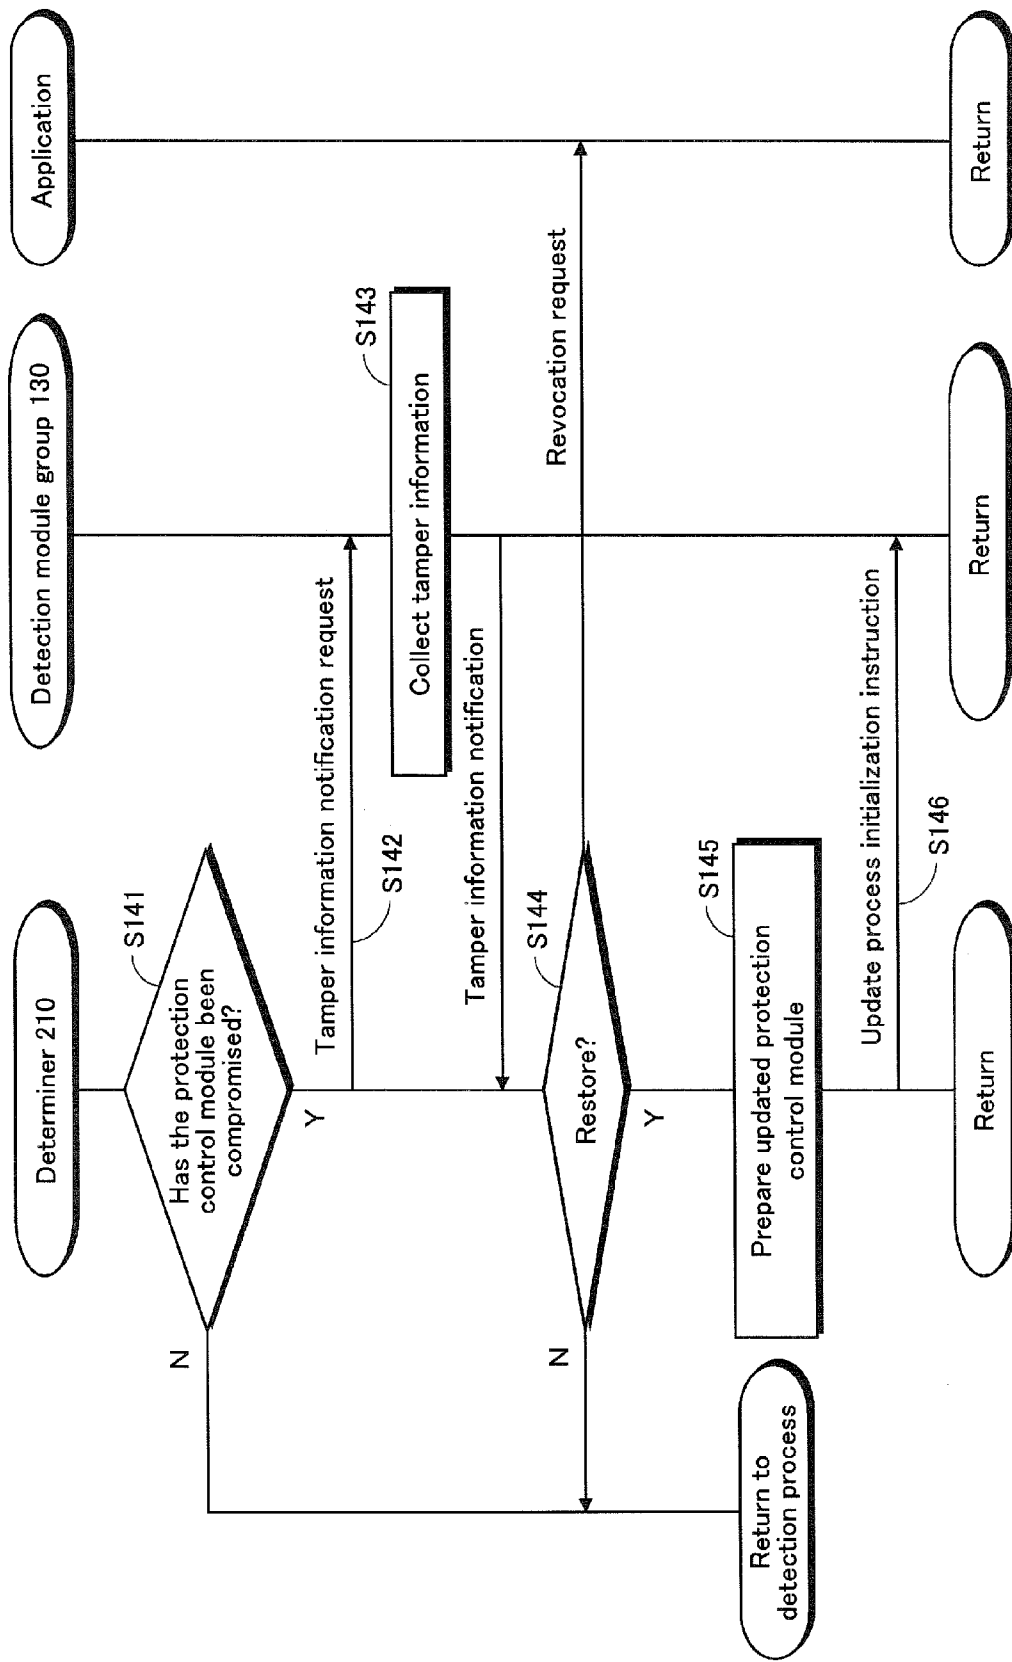 Determiner 210
Detection module group 130
Application
S141
Has the protection
control module been
compromised?
N
Y
Tamper information notification request
S142
S143
Collect tamper information
Tamper information notification
S144
Restore?
N
Y
Revocation request
S145
Prepare updated protection
control module
Update process initialization instruction
S146
Return to
detection process
Return
Return
Return